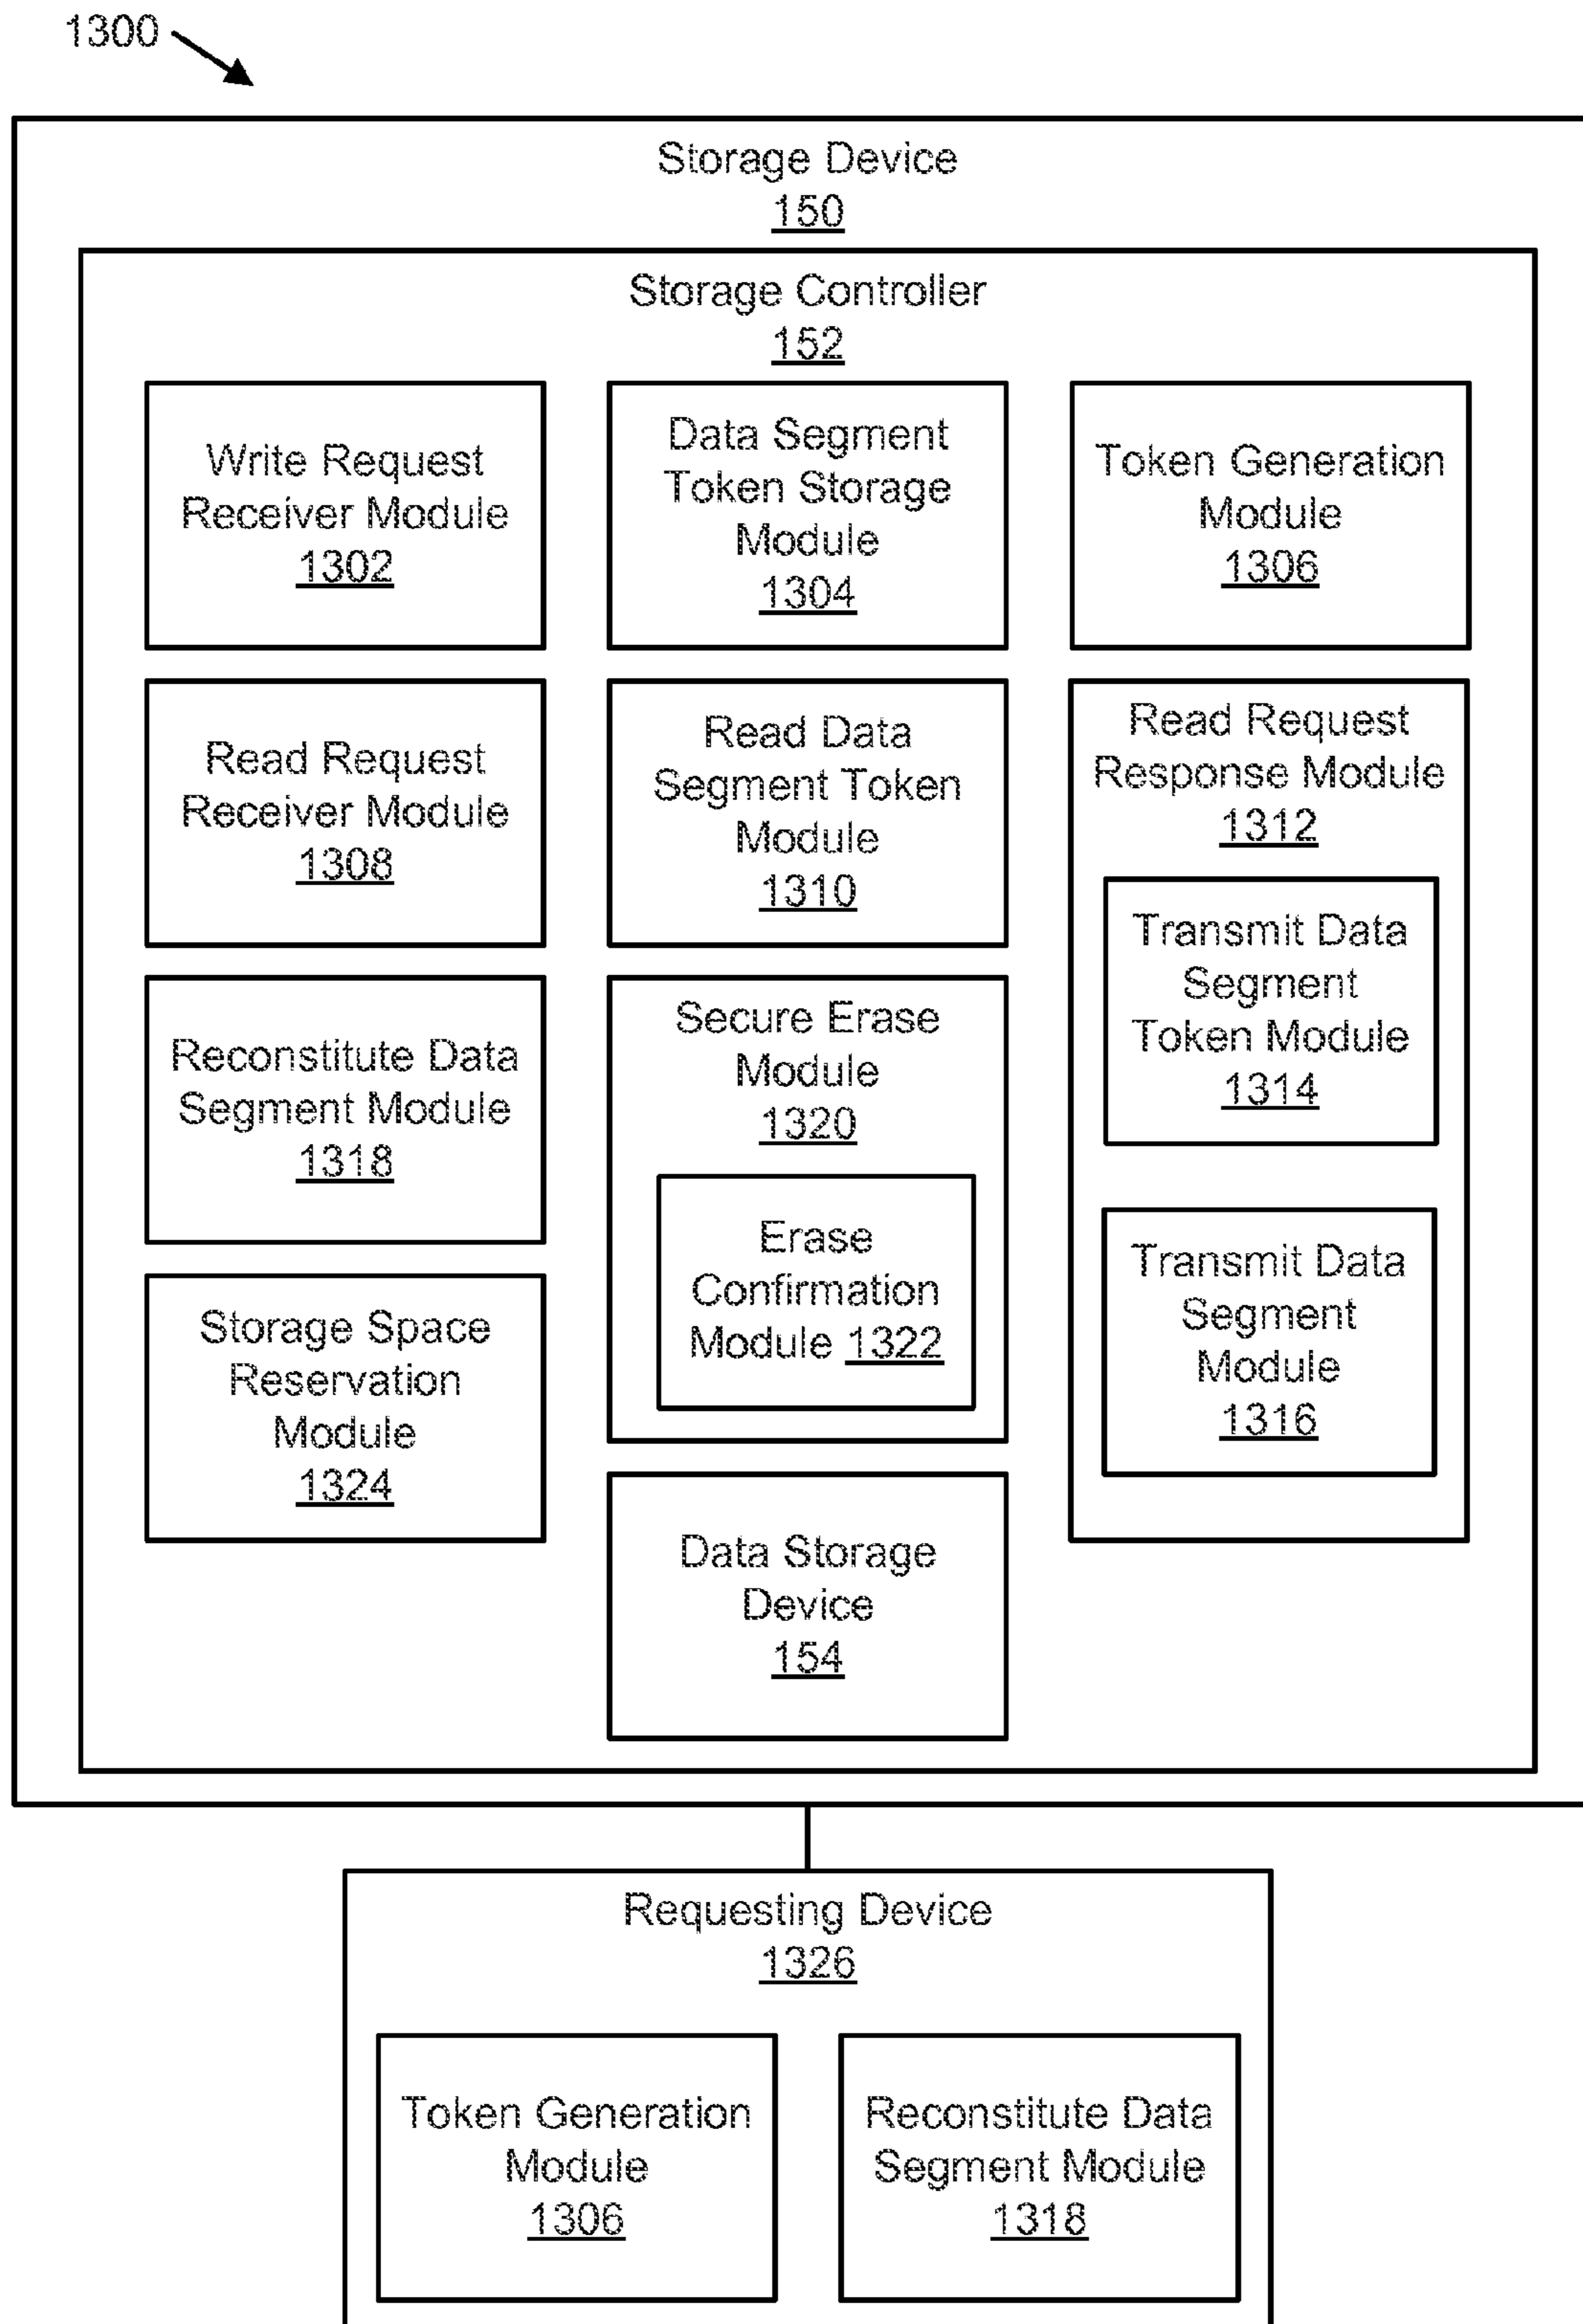 1300
Storage Device
150
Storage Controller
152
Write Request
Receiver Module
1302
Data Segment
Token Storage
Module
1304
Token Generation
Module
1306
Read Request
Receiver Module
1308
Read Data
Segment Token
Module
1310
Read Request
Response Module
1312
Transmit Data
Segment
Token Module
1314
Transmit Data
Segment
Module
1316
Reconstitute Data
Segment Module
1318
Secure Erase
Module
1320
Erase
Confirmation
Module 1322
Storage Space
Reservation
Module
1324
Data Storage
Device
154
Requesting Device
1326
Token Generation
Module
1306
Reconstitute Data
Segment Module
1318